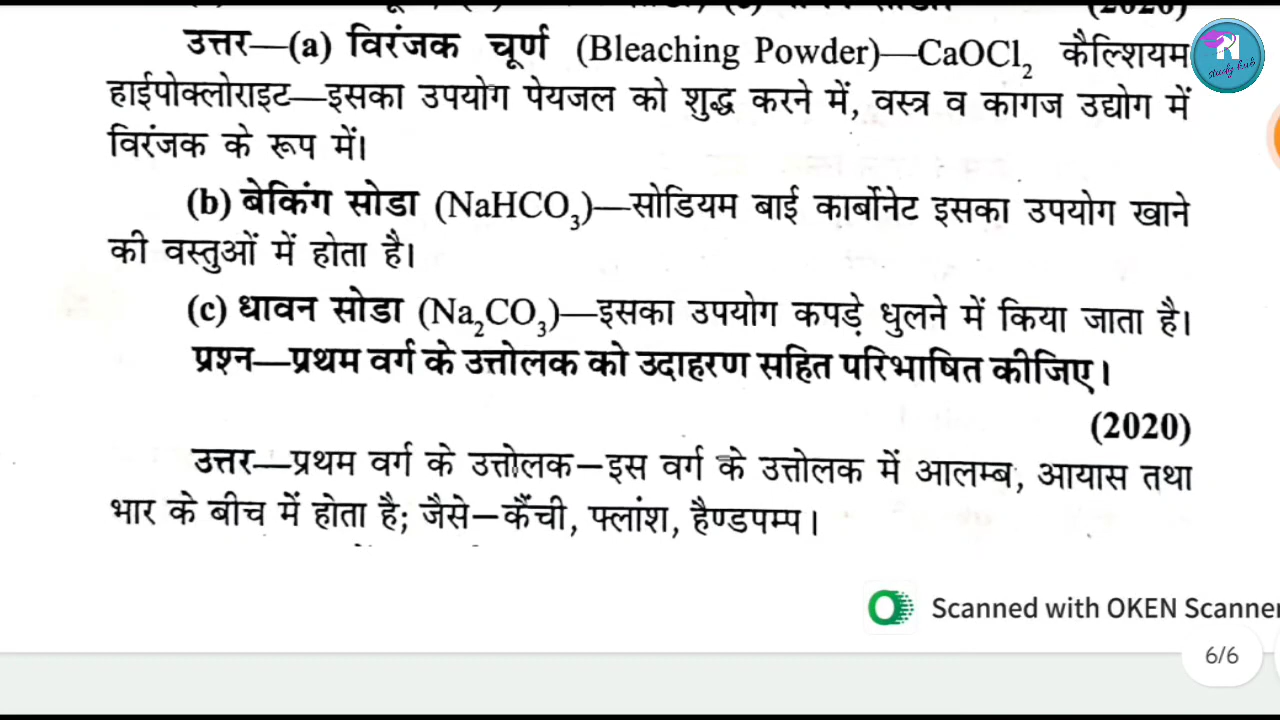 (2020)
उत्तर—(a) विरंजक चूर्ण (Bleaching Powder)—CaOCl₂ कैल्शियम
हाईपोक्लोराइट—इसका उपयोग पेयजल को शुद्ध करने में, वस्त्र व कागज उद्योग में
विरंजक के रूप में।
(b) बेकिंग सोडा (NaHCO₃)—सोडियम बाई कार्बोनेट इसका उपयोग खाने
की वस्तुओं में होता है।
(c) धावन सोडा (Na₂CO₃)—इसका उपयोग कपड़े धुलने में किया जाता है।
प्रश्न—प्रथम वर्ग के उत्तोलक को उदाहरण सहित परिभाषित कीजिए।
(2020)
उत्तर—प्रथम वर्ग के उत्तोलक–इस वर्ग के उत्तोलक में आलम्ब, आयास तथा
भार के बीच में होता है; जैसे–कैंची, फ्लांश, हैण्डपम्प।
Scanned with OKEN Scanner
6/6
study hub